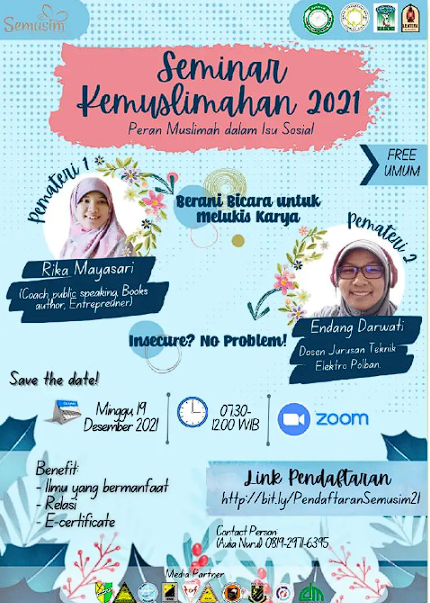 Semusim
Seminar
Kemuslimahan 2021
Peran Muslimah dalam Isu Sosial
FREE
UMUM
Pemateri 1
Berani Bicara untuk
melukis Karya
Rika Mayasari
(Coach public speaking, Books
author, Entrepreuner)
Pemateri 2
Endang Darwati
Dosen Jurusan Teknik
Elektro Polban
Insecure? No Problem!
Save the date!
Minggu, 19
Desember 2021
07.30-
12.00 WIB
zoom
Benefit:
- Ilmu yang bermanfaat
- Relasi
- E-certificate
Link Pendaftaran
http://bit.ly/PendaftaranSemusim21
Contact Person
(Aulia Nurul) 0819-2971-6395
Media Partner